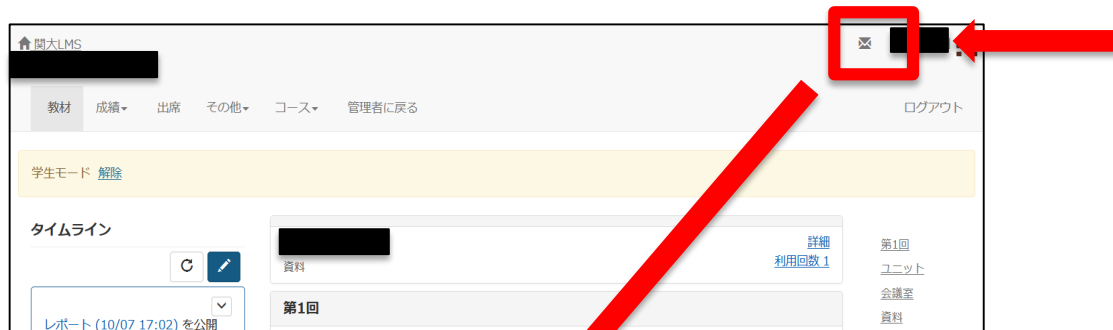 関大LMS
教材 成績 出席 その他 コース 管理者に戻る ログアウト
学生モード 解除
タイムライン
資料
詳細
利用回数 1
第1回
レポート (10/07 17:02) を公開
第1回
ユニット
会議室
資料